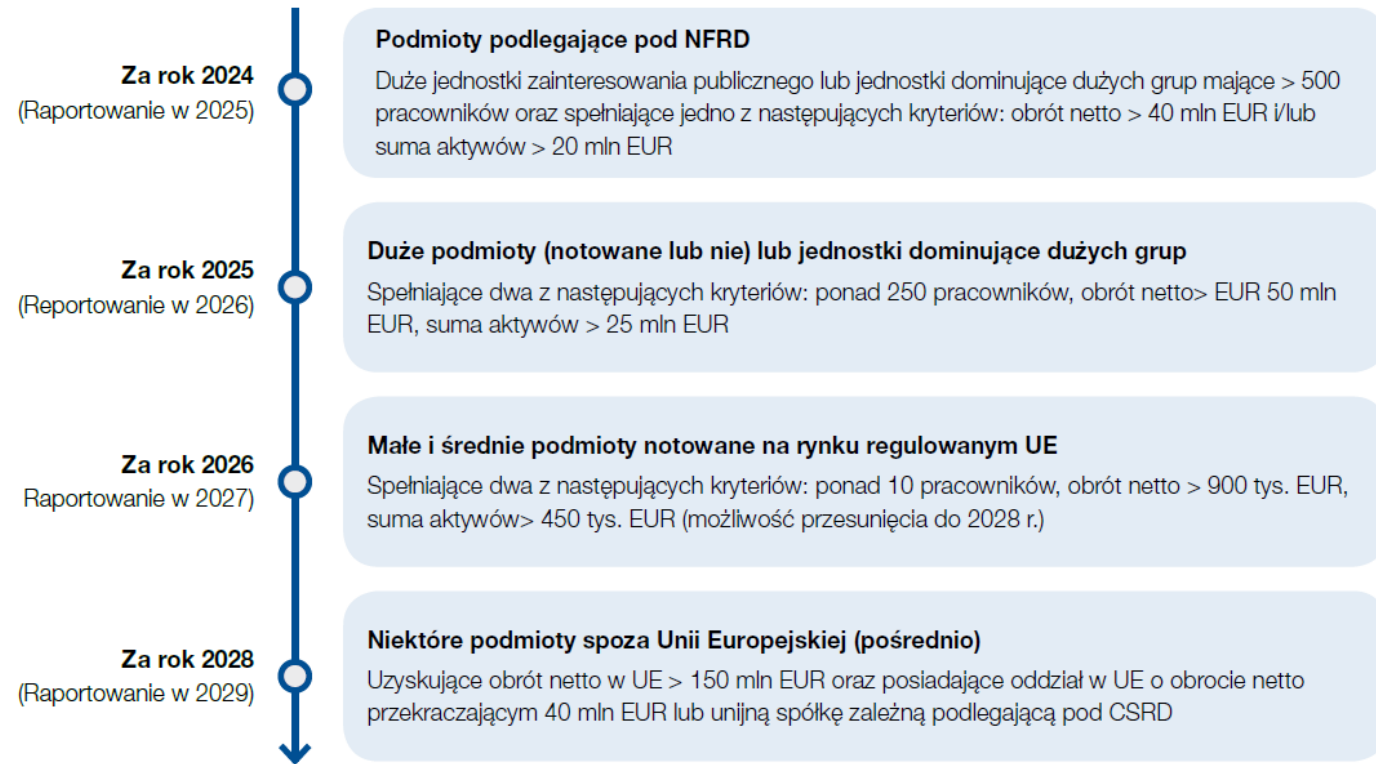 Za rok 2024
(Raportowanie w 2025)
Podmioty podlegające pod NFRD
Duże jednostki zainteresowania publicznego lub jednostki dominujące dużych grup mające > 500
pracowników oraz spełniające jedno z następujących kryteriów: obrót netto > 40 mln EUR i/lub
suma aktywów > 20 mln EUR
Za rok 2025
(Reportowanie w 2026)
Duże podmioty (notowane lub nie) lub jednostki dominujące dużych grup
Spełniające dwa z następujących kryteriów: ponad 250 pracowników, obrót netto> EUR 50 mln
EUR, suma aktywów > 25 mln EUR
Za rok 2026
Raportowanie w 2027)
Małe i średnie podmioty notowane na rynku regulowanym UE
Spełniające dwa z następujących kryteriów: ponad 10 pracowników, obrót netto > 900 tys. EUR,
suma aktywów> 450 tys. EUR (możliwość przesunięcia do 2028 r.)
Za rok 2028
(Raportowanie w 2029)
Niektóre podmioty spoza Unii Europejskiej (pośrednio)
Uzyskujące obrót netto w UE > 150 mln EUR oraz posiadające oddział w UE o obrocie netto
przekraczającym 40 mln EUR lub unijną spółkę zależną podlegającą pod CSRD